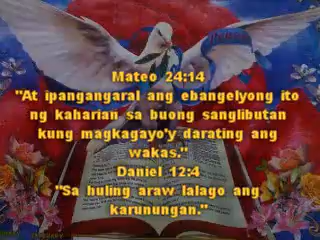 Mateo 24:14
"At ipangangaral ang ebangelyong ito
ng kaharian sa buong sanglibutan
kung magkagayo'y darating ang
wakas."
Daniel 12:4
"Sa huling araw lalago ang
karunungan."